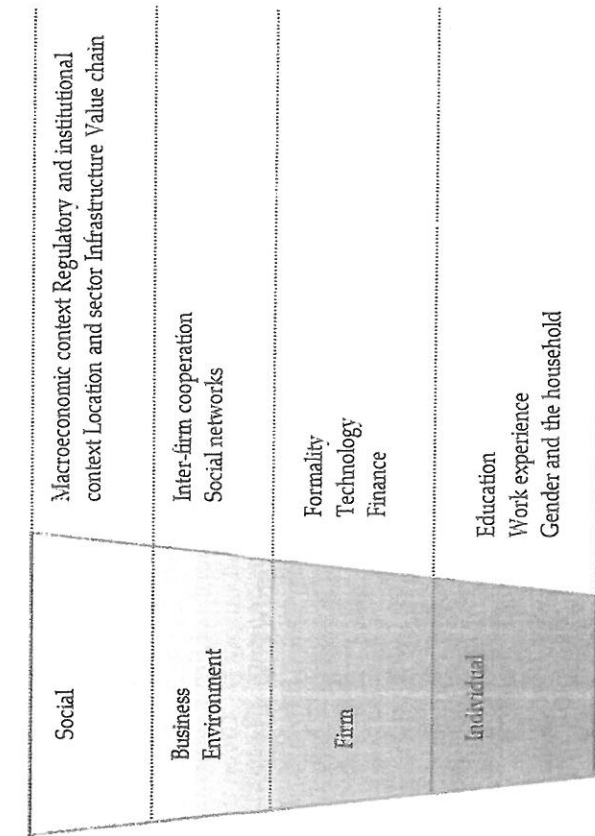 Social
Macroeconomic context Regulatory and institutional
context Location and sector Infrastructure Value chain
Business
Environment
Inter-firm cooperation
Social networks
Firm
Formality
Technology
Finance
Individual
Education
Work experience
Gender and the household